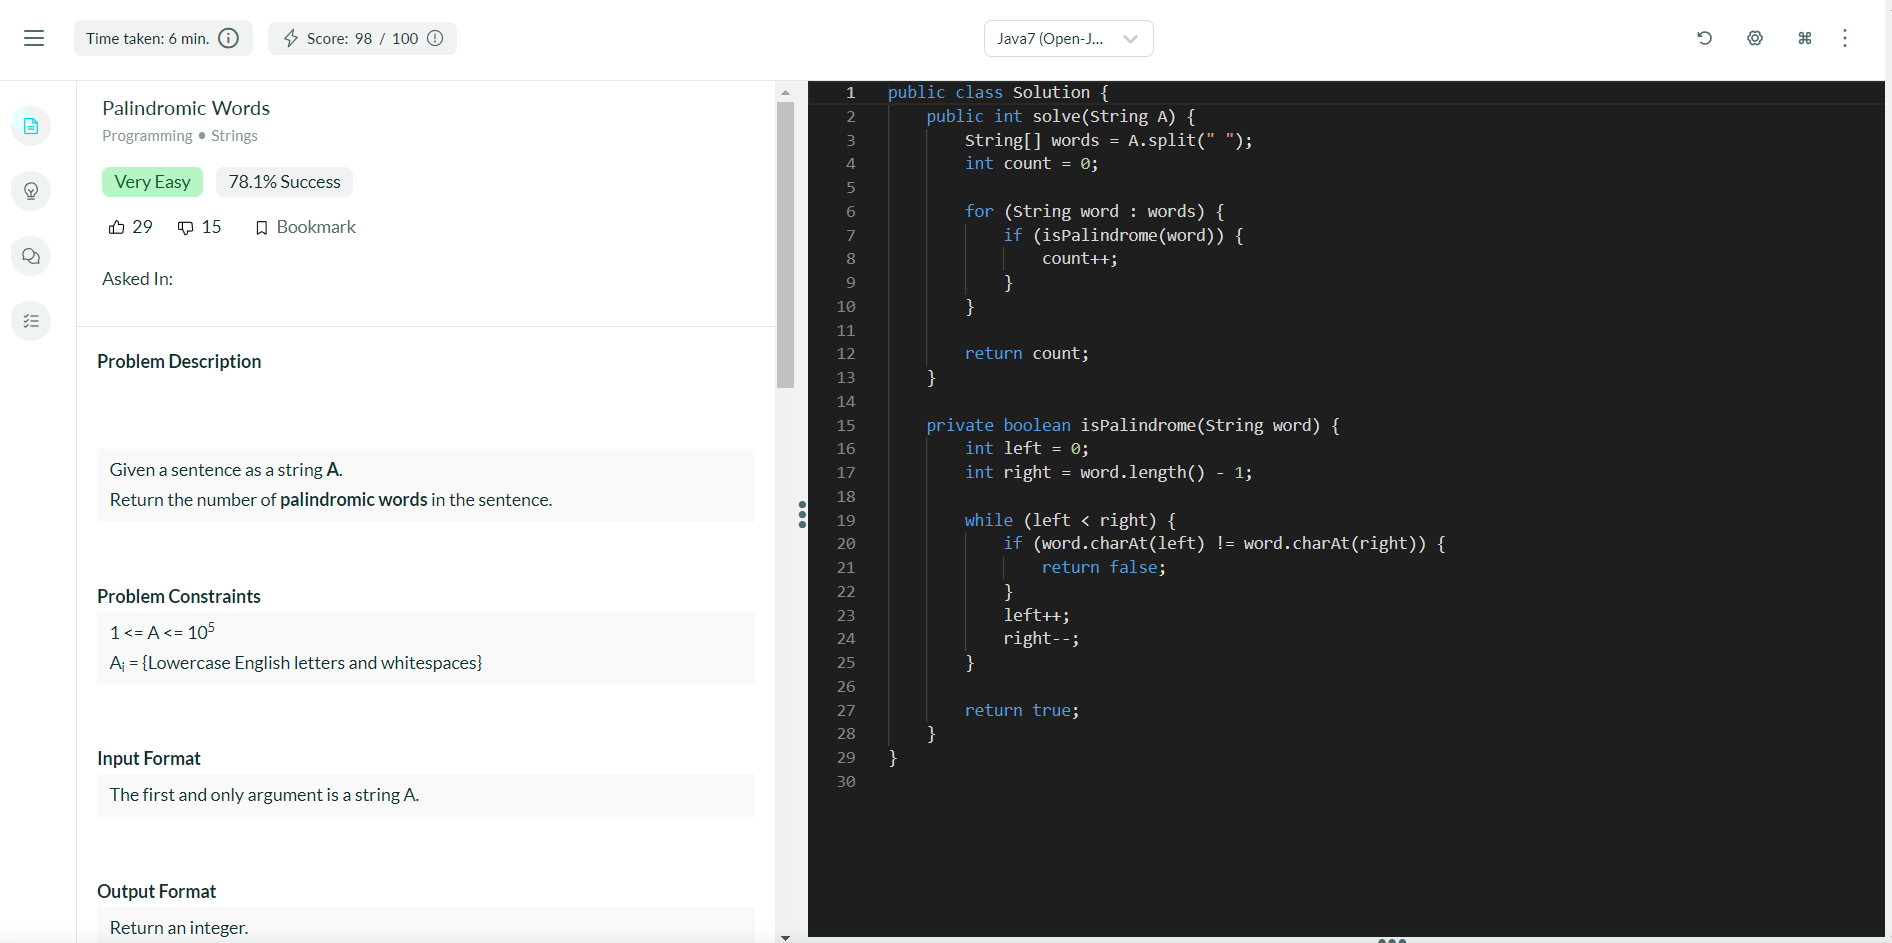 Time taken: 6 min.
Score: 98 / 100
Java7 (Open-J...
Palindromic Words
Programming • Strings
Very Easy
78.1% Success
29
15
Bookmark
Asked In:
Problem Description
Given a sentence as a string A.
Return the number of palindromic words in the sentence.
Problem Constraints
1 <= A <= 10⁵
Aᵢ = {Lowercase English letters and whitespaces}
Input Format
The first and only argument is a string A.
Output Format
Return an integer.
1 public class Solution {
2     public int solve(String A) {
3         String[] words = A.split(" ");
4         int count = 0;
5
6         for (String word : words) {
7             if (isPalindrome(word)) {
8                 count++;
9             }
10         }
11
12         return count;
13     }
14
15     private boolean isPalindrome(String word) {
16         int left = 0;
17         int right = word.length() - 1;
18
19         while (left < right) {
20             if (word.charAt(left) != word.charAt(right)) {
21                 return false;
22             }
23             left++;
24             right--;
25         }
26
27         return true;
28     }
29 }
30